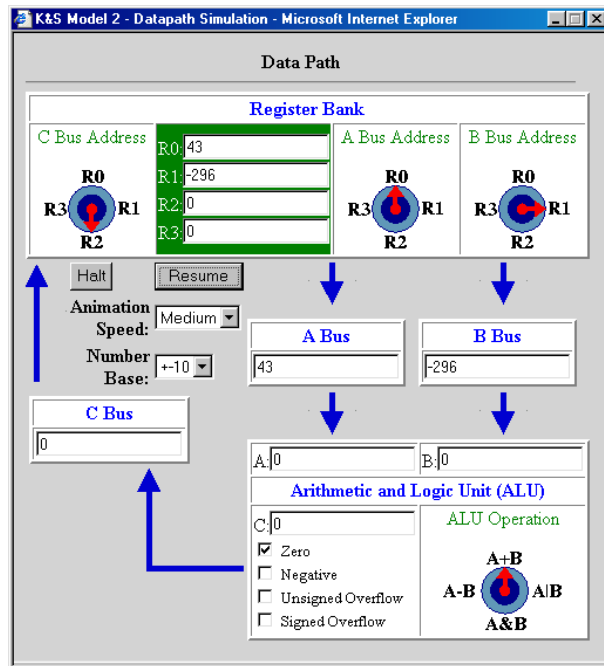 K&S Model 2 - Datapath Simulation - Microsoft Internet Explorer
Data Path
Register Bank
C Bus Address
R0
R3
R1
R2
R0: 43
R1: -296
R2: 0
R3: 0
A Bus Address
R0
R3
R1
R2
B Bus Address
R0
R3
R1
R2
Halt
Resume
Animation
Speed:
Medium
Number
Base:
+-10
A Bus
43
B Bus
-296
C Bus
0
A: 0
B: 0
Arithmetic and Logic Unit (ALU)
C: 0
Zero
Negative
Unsigned Overflow
Signed Overflow
ALU Operation
A+B
A-B
A|B
A&B